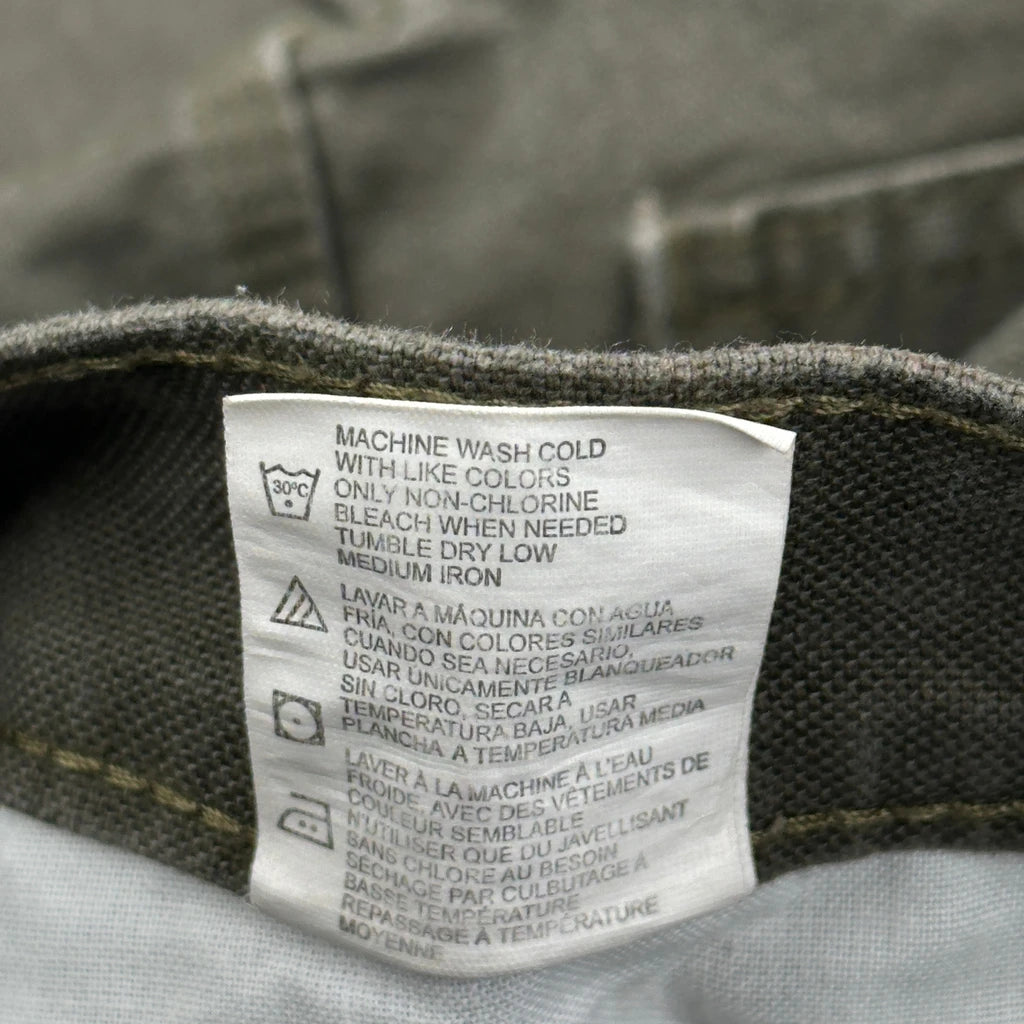 MACHINE WASH COLD
WITH LIKE COLORS
ONLY NON-CHLORINE
BLEACH WHEN NEEDED
TUMBLE DRY LOW
MEDIUM IRON
30ºC
LAVAR A MÁQUINA CON AGUA
FRÍA, CON COLORES SIMILARES
CUANDO SEA NECESARIO,
USAR ÚNICAMENTE BLANQUEADOR
SIN CLORO, SECAR A
TEMPERATURA BAJA, USAR
PLANCHA A TEMPERATURA MEDIA
LAVER À LA MACHINE À L'EAU
FROIDE, AVEC DES VÊTEMENTS DE
COULEUR SEMBLABLE
N'UTILISER QUE DU JAVELLISANT
SANS CHLORE AU BESOIN
SÉCHAGE PAR CULBUTAGE À
BASSE TEMPÉRATURE
REPASSAGE À TEMPÉRATURE
MOYENNE